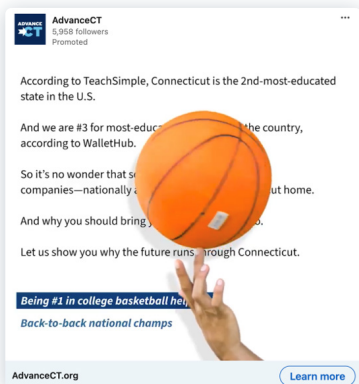 ADVANCE
CT
AdvanceCT
5,958 followers
Promoted
According to TeachSimple, Connecticut is the 2nd-most-educated
state in the U.S.
And we are #3 for most-educ the country,
according to WalletHub.
So it's no wonder that
companies—nationally ut home.
And why you should bring
Let us show you why the future runs through Connecticut.
Being #1 in college basketball
Back-to-back national champs
AdvanceCT.org
Learn more